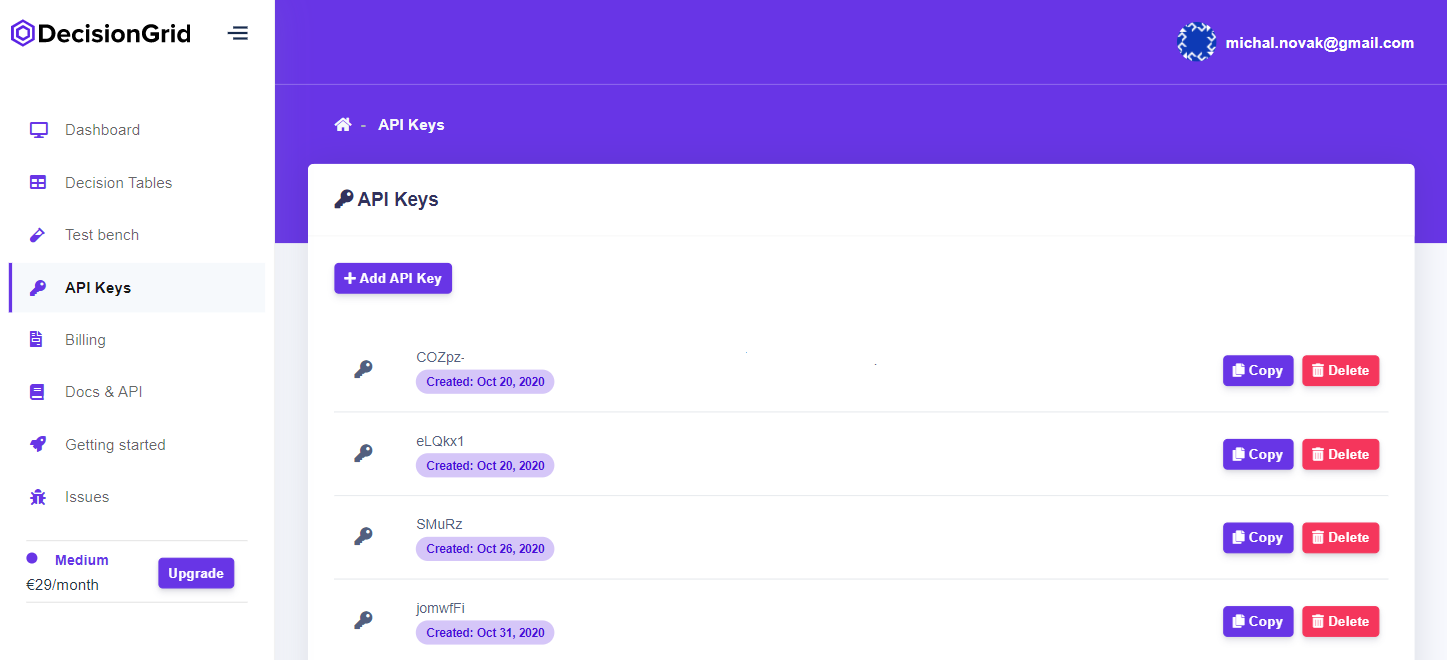 DecisionGrid
michal.novak@gmail.com
- API Keys
Dashboard
Decision Tables
Test bench
API Keys
Billing
Docs & API
Getting started
Issues
Medium
€29/month
Upgrade
API Keys
+ Add API Key
COZpz-
Created: Oct 20, 2020
Copy Delete
eLQkx1
Created: Oct 20, 2020
Copy Delete
SMuRz
Created: Oct 26, 2020
Copy Delete
jomwfFi
Created: Oct 31, 2020
Copy Delete